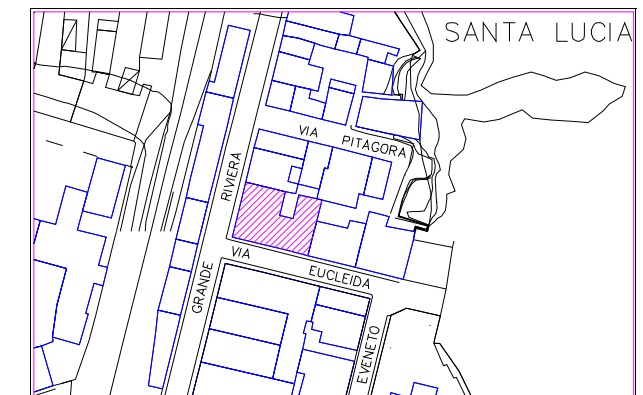 SANTA LUCIA
VIA PITAGORA
RIVIERA
VIA EUCLEIDA
GRANDE
EVENETO